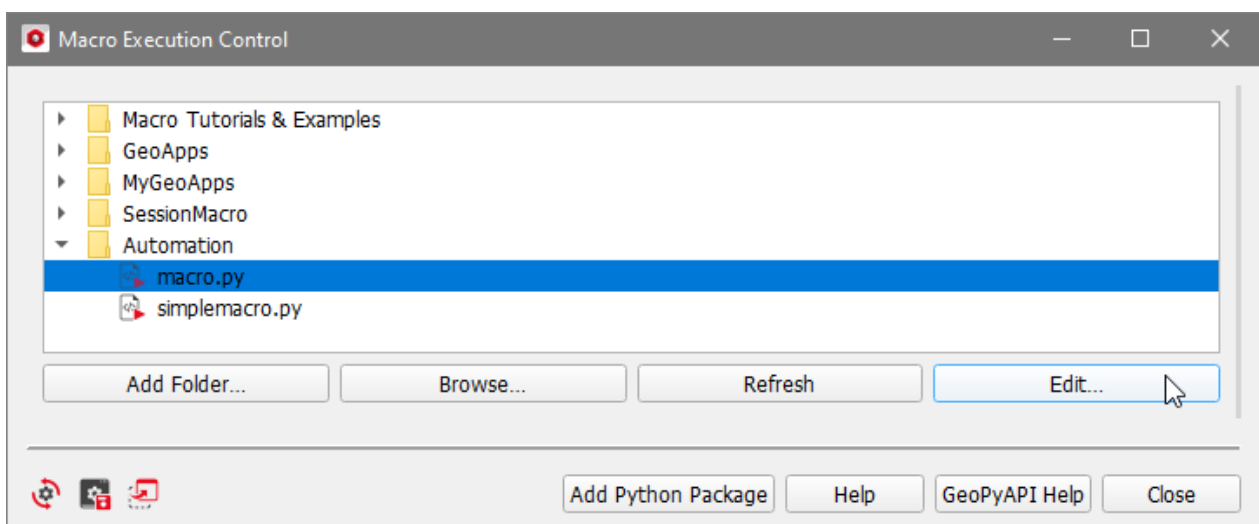 Macro Execution Control
Macro Tutorials & Examples
GeoApps
MyGeoApps
SessionMacro
Automation
macro.py
simplemacro.py
Add Folder... Browse... Refresh Edit...
Add Python Package Help GeoPyAPI Help Close